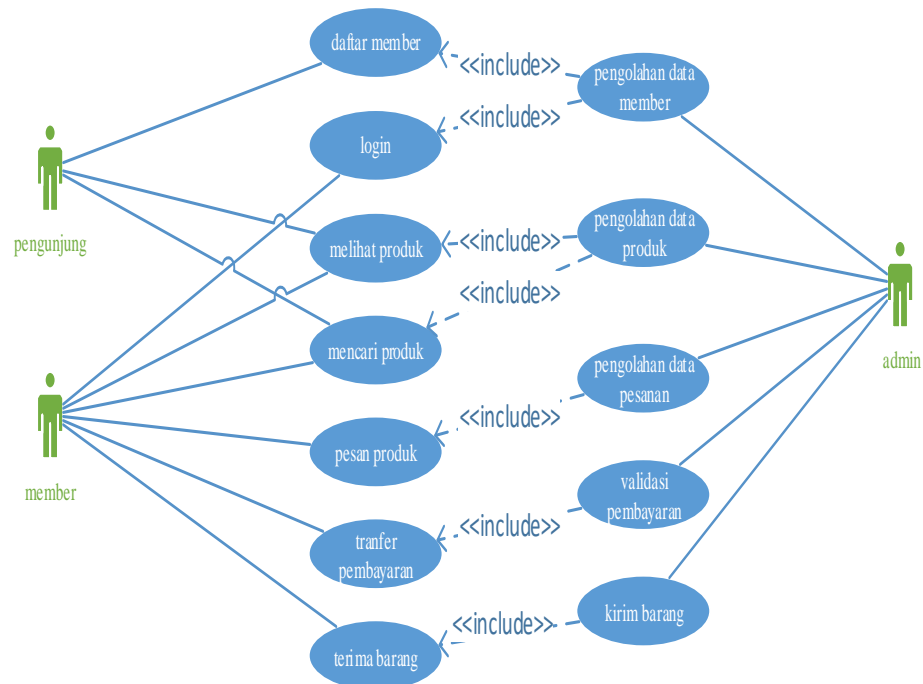 daftar member
<<include>>
pengolahan data
member
<<include>>
login
pengunjung
melihat produk
<<include>>
pengolahan data
produk
<<include>>
mencari produk
admin
pengolahan data
pesanan
member
pesan produk
<<include>>
validasi
pembayaran
tranfer
pembayaran
<<include>>
kirim barang
<<include>>
terima barang